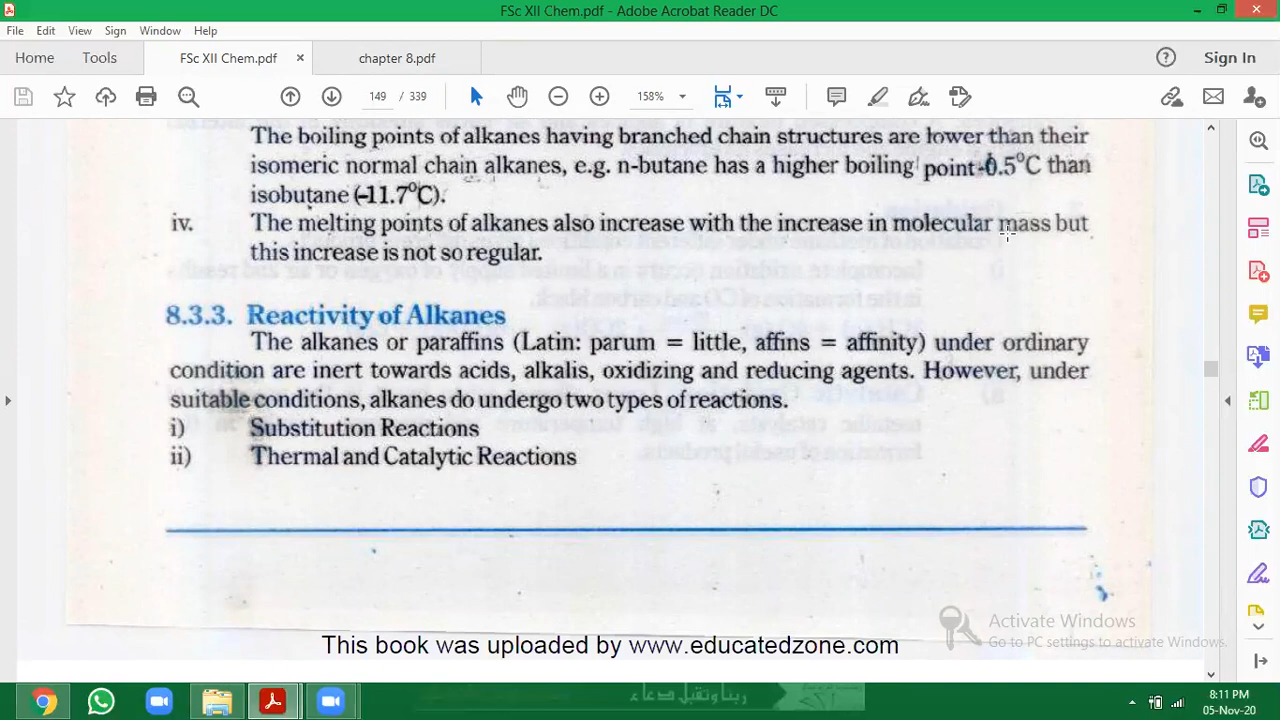 FSc XII Chem.pdf - Adobe Acrobat Reader DC
File Edit View Sign Window Help
Home Tools FSc XII Chem.pdf × chapter 8.pdf Sign In
149 / 339 158%
The boiling points of alkanes having branched chain structures are lower than their
isomeric normal chain alkanes, e.g. n-butane has a higher boiling point-0.5°C than
isobutane (-11.7°C).
iv. The melting points of alkanes also increase with the increase in molecular mass but
this increase is not so regular.
8.3.3. Reactivity of Alkanes
The alkanes or paraffins (Latin: parum = little, affins = affinity) under ordinary
condition are inert towards acids, alkalis, oxidizing and reducing agents. However, under
suitable conditions, alkanes do undergo two types of reactions.
i) Substitution Reactions
ii) Thermal and Catalytic Reactions
Activate Windows
Go to PC settings to activate Windows.
This book was uploaded by www.educatedzone.com
ربنا وتقبل دعاء
8:11 PM
05-Nov-20